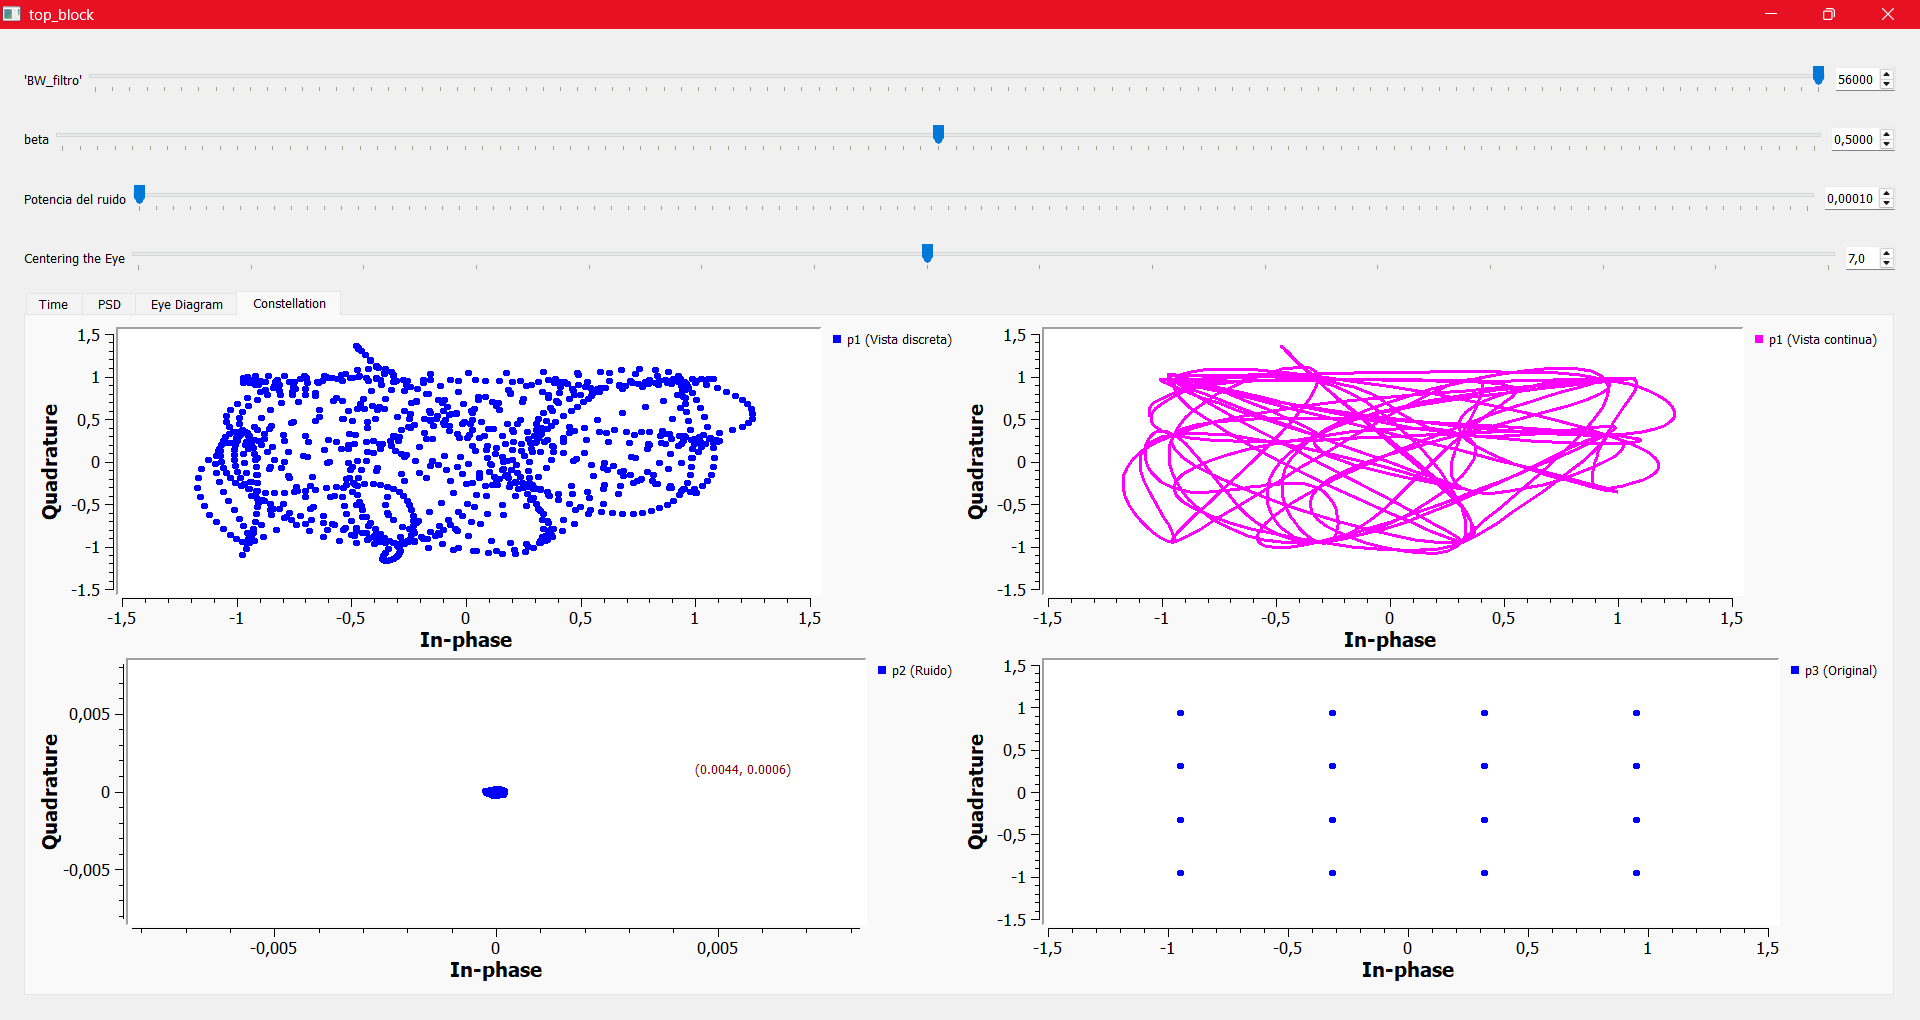 top_block
'BW_filtro' 56000
beta 0,5000
Potencia del ruido 0,00010
Centering the Eye 7,0
Time PSD Eye Diagram Constellation
1,5
1
0,5
0
-0,5
-1
-1.5
Quadrature
-1,5 -1 -0,5 0 0,5 1 1,5
In-phase
p1 (Vista discreta)
1,5
1
0,5
0
-0,5
-1
-1.5
Quadrature
-1,5 -1 -0,5 0 0,5 1 1,5
In-phase
p1 (Vista continua)
0,005
0
-0,005
Quadrature
(0.0044, 0.0006)
-0,005 0 0,005
In-phase
p2 (Ruido)
1,5
1
0,5
0
-0,5
-1
-1.5
Quadrature
-1,5 -1 -0,5 0 0,5 1 1,5
In-phase
p3 (Original)